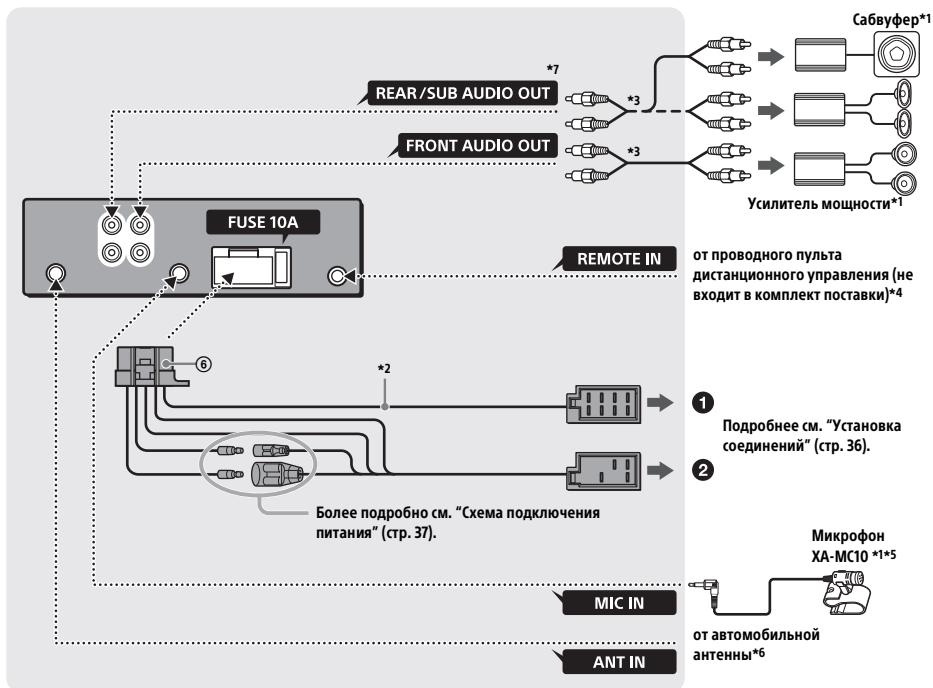 Сабвуфер*1
*7
REAR/SUB AUDIO OUT
*3
FRONT AUDIO OUT
*3
Усилитель мощности*1
FUSE 10A
REMOTE IN
от проводного пульта
дистанционного управления (не
входит в комплект поставки)*4
⑥
*2
❶
Подробнее см. “Установка
соединений” (стр. 36).
❷
Более подробно см. “Схема подключения
питания” (стр. 37).
Микрофон
XA-MC10 *1*5
MIC IN
от автомобильной
антенны*6
ANT IN